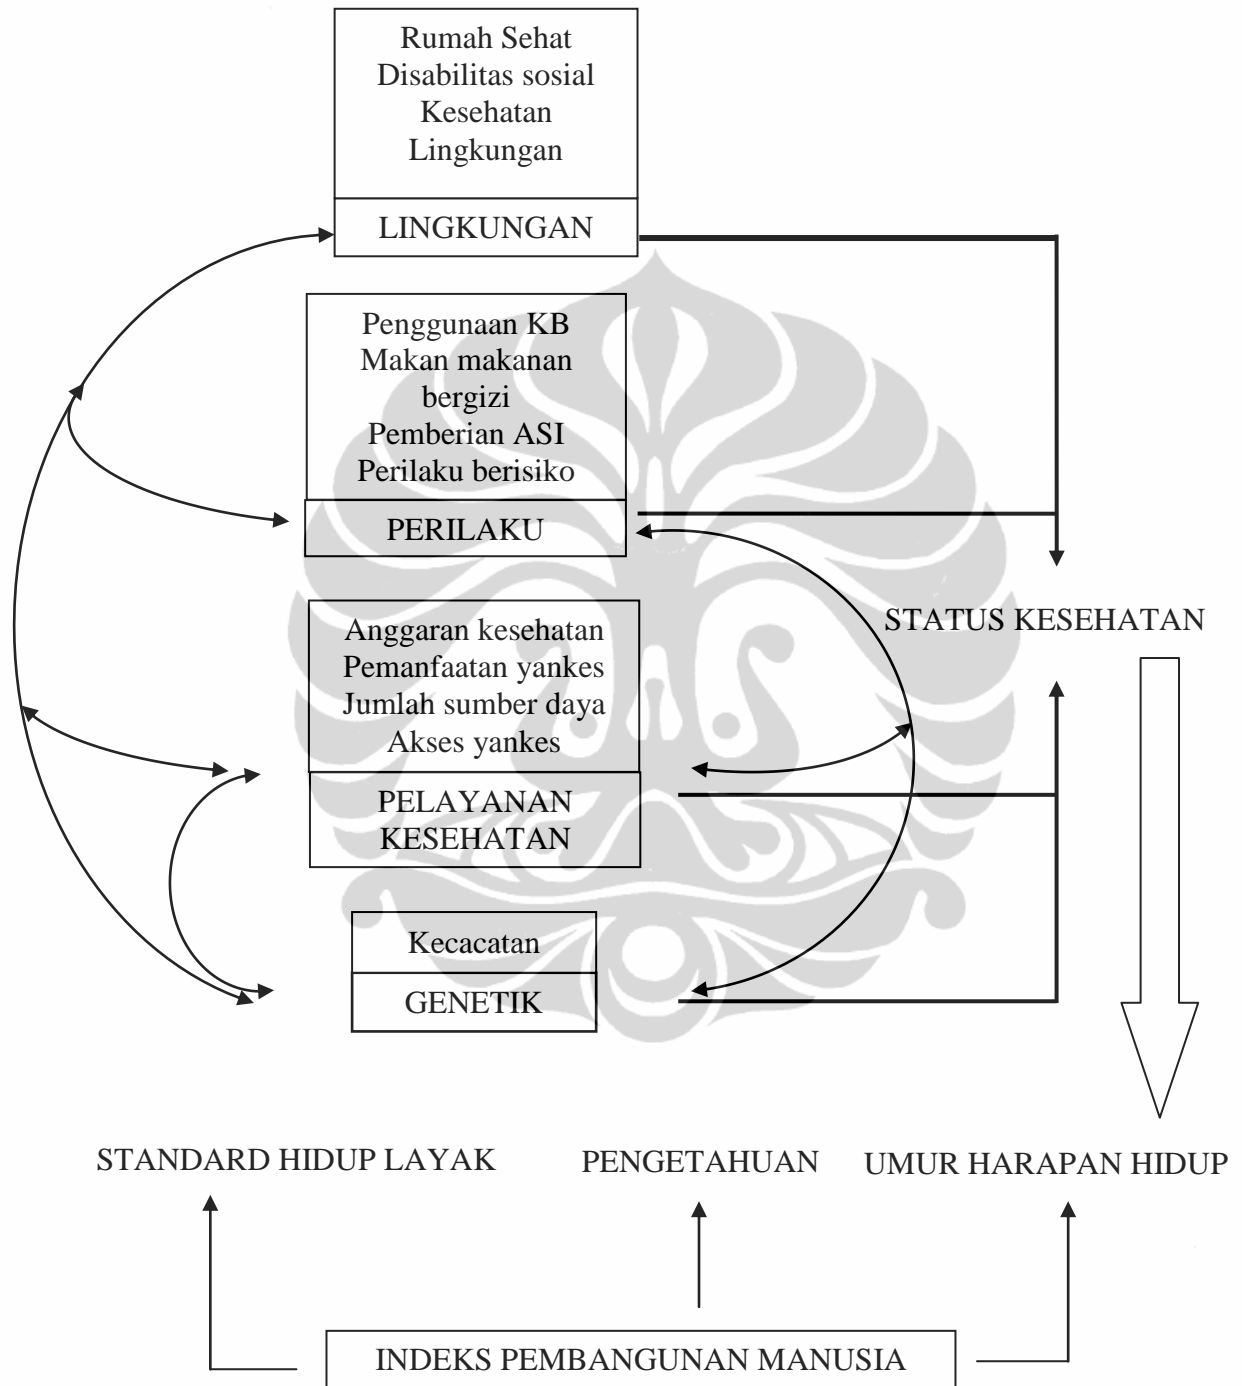 Rumah Sehat
Disabilitas sosial
Kesehatan
Lingkungan
LINGKUNGAN
Penggunaan KB
Makan makanan
bergizi
Pemberian ASI
Perilaku berisiko
PERILAKU
Anggaran kesehatan
Pemanfaatan yankes
Jumlah sumber daya
Akses yankes
PELAYANAN
KESEHATAN
STATUS KESEHATAN
Kecacatan
GENETIK
STANDARD HIDUP LAYAK
PENGETAHUAN
UMUR HARAPAN HIDUP
INDEKS PEMBANGUNAN MANUSIA